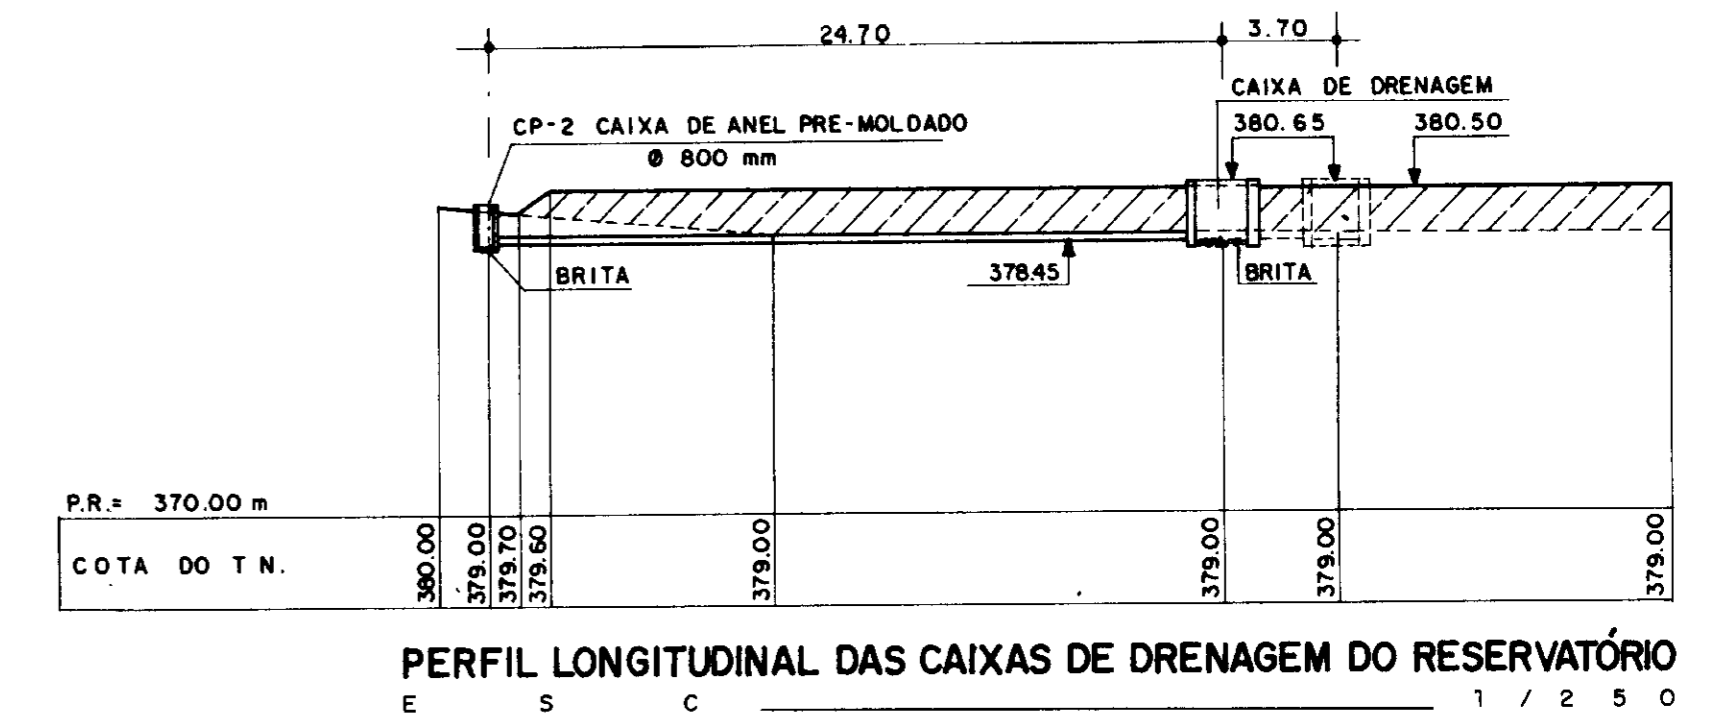 24.70
3.70
CAIXA DE DRENAGEM
CP-2 CAIXA DE ANEL PRE-MOLDADO
Ø 800 mm
380.65
380.50
BRITA
378.45
BRITA
P.R.= 370.00 m
COTA DO T N.
380.00
379.00
379.70
379.60
379.00
379.00
379.00
379.00
PERFIL LONGITUDINAL DAS CAIXAS DE DRENAGEM DO RESERVATÓRIO
E S C 1 / 2 5 0